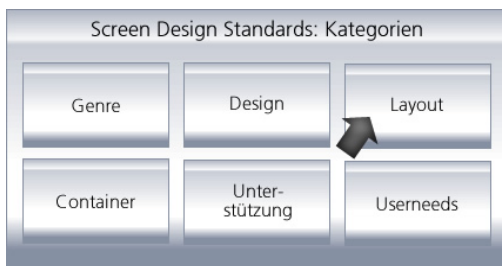 Screen Design Standards: Kategorien
Genre
Design
Layout
Container
Unter-
stützung
Userneeds